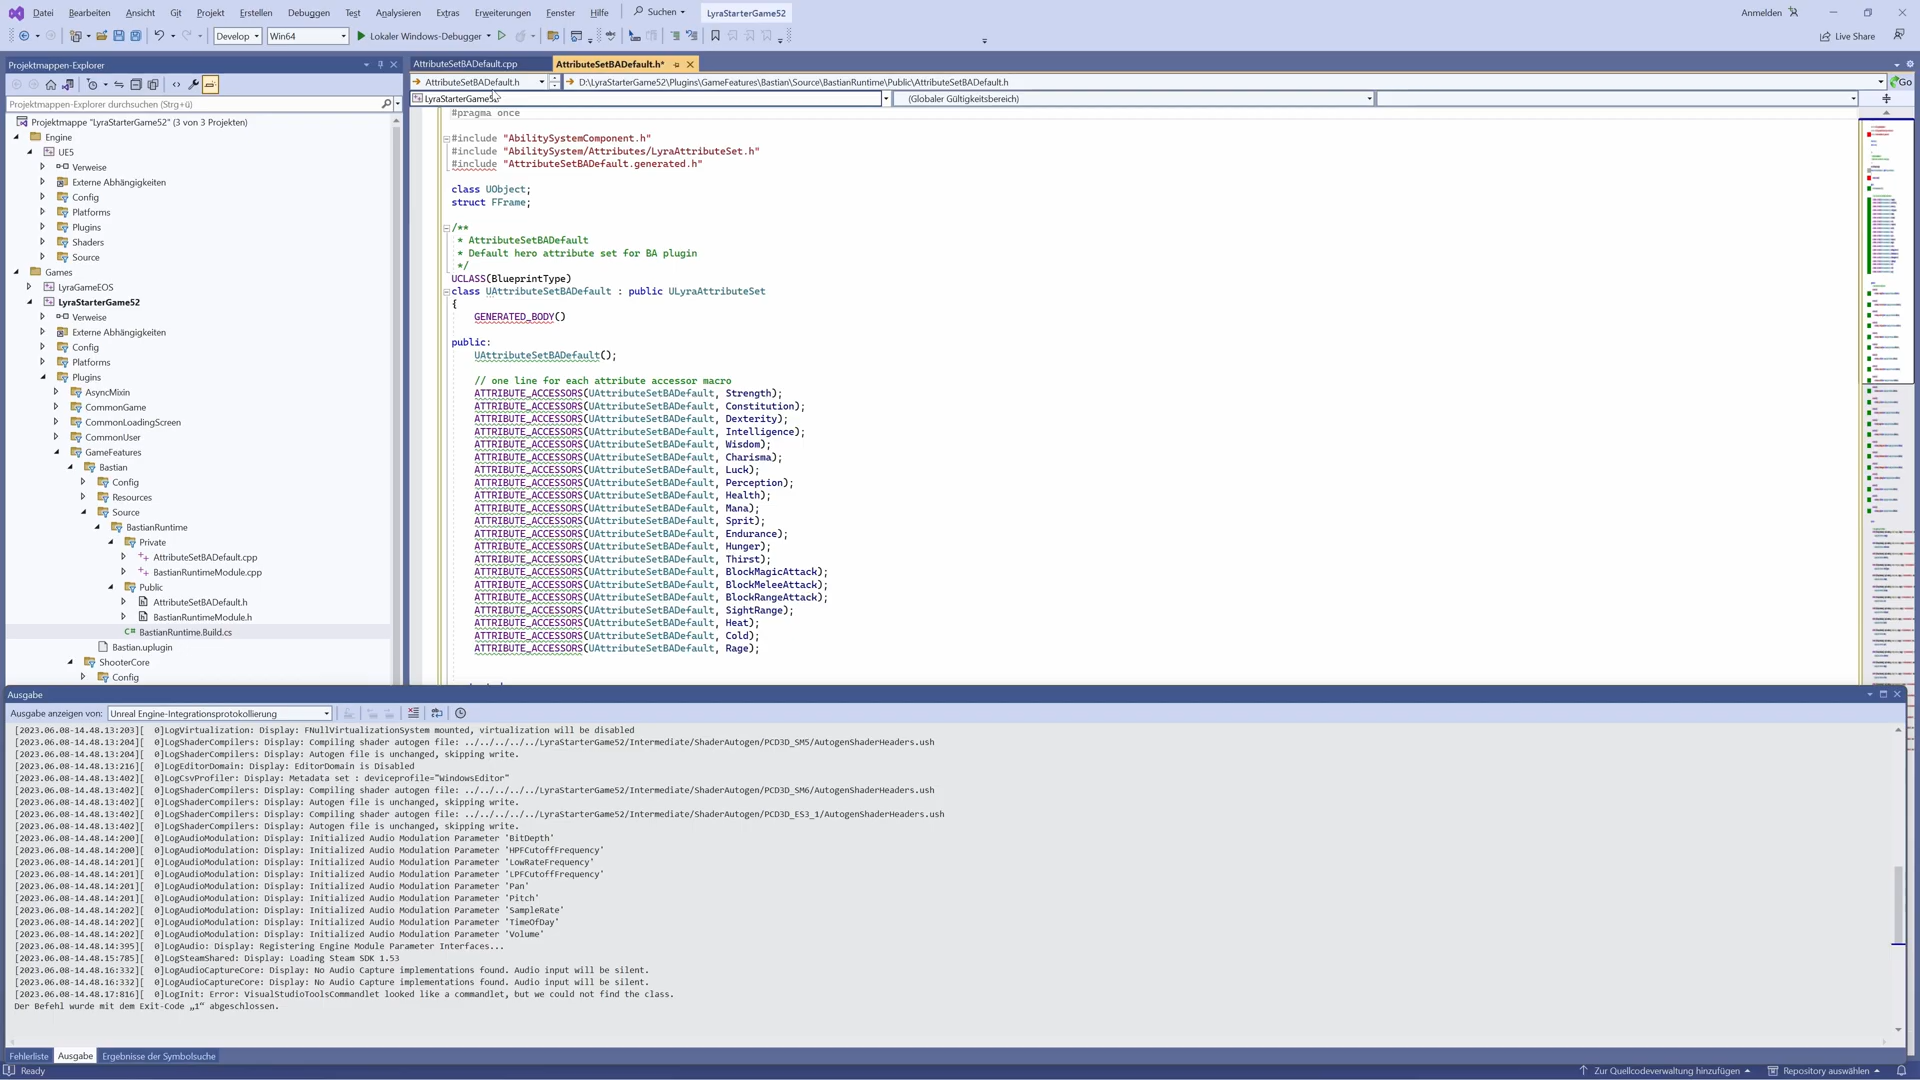 Datei Bearbeiten Ansicht Git Projekt Erstellen Debuggen Test Analysieren Extras Erweiterungen Fenster Hilfe Suchen LyraStarterGame52 Anmelden
Develop Win64 Lokaler Windows-Debugger Live Share
Projektmappen-Explorer
Projektmappen-Explorer durchsuchen (Strg+ü)
Projektmappe "LyraStarterGame52" (3 von 3 Projekten)
Engine
UE5
Verweise
Externe Abhängigkeiten
Config
Platforms
Plugins
Shaders
Source
Games
LyraGameEOS
LyraStarterGame52
Verweise
Externe Abhängigkeiten
Config
Platforms
Plugins
AsyncMixin
CommonGame
CommonLoadingScreen
CommonUser
GameFeatures
Bastian
Config
Resources
Source
BastianRuntime
Private
AttributeSetBADefault.cpp
BastianRuntimeModule.cpp
Public
AttributeSetBADefault.h
BastianRuntimeModule.h
BastianRuntime.Build.cs
Bastian.uplugin
ShooterCore
Config
AttributeSetBADefault.cpp AttributeSetBADefault.h*
AttributeSetBADefault.h D:\LyraStarterGame52\Plugins\GameFeatures\Bastian\Source\BastianRuntime\Public\AttributeSetBADefault.h Go
LyraStarterGame52 (Globaler Gültigkeitsbereich)
#pragma once
#include "AbilitySystemComponent.h"
#include "AbilitySystem/Attributes/LyraAttributeSet.h"
#include "AttributeSetBADefault.generated.h"
class UObject;
struct FFrame;
/**
* AttributeSetBADefault
* Default hero attribute set for BA plugin
*/
UCLASS(BlueprintType)
class UAttributeSetBADefault : public ULyraAttributeSet
{
GENERATED_BODY()
public:
UAttributeSetBADefault();
// one line for each attribute accessor macro
ATTRIBUTE_ACCESSORS(UAttributeSetBADefault, Strength);
ATTRIBUTE_ACCESSORS(UAttributeSetBADefault, Constitution);
ATTRIBUTE_ACCESSORS(UAttributeSetBADefault, Dexterity);
ATTRIBUTE_ACCESSORS(UAttributeSetBADefault, Intelligence);
ATTRIBUTE_ACCESSORS(UAttributeSetBADefault, Wisdom);
ATTRIBUTE_ACCESSORS(UAttributeSetBADefault, Charisma);
ATTRIBUTE_ACCESSORS(UAttributeSetBADefault, Luck);
ATTRIBUTE_ACCESSORS(UAttributeSetBADefault, Perception);
ATTRIBUTE_ACCESSORS(UAttributeSetBADefault, Health);
ATTRIBUTE_ACCESSORS(UAttributeSetBADefault, Mana);
ATTRIBUTE_ACCESSORS(UAttributeSetBADefault, Sprit);
ATTRIBUTE_ACCESSORS(UAttributeSetBADefault, Endurance);
ATTRIBUTE_ACCESSORS(UAttributeSetBADefault, Hunger);
ATTRIBUTE_ACCESSORS(UAttributeSetBADefault, Thirst);
ATTRIBUTE_ACCESSORS(UAttributeSetBADefault, BlockMagicAttack);
ATTRIBUTE_ACCESSORS(UAttributeSetBADefault, BlockMeleeAttack);
ATTRIBUTE_ACCESSORS(UAttributeSetBADefault, BlockRangeAttack);
ATTRIBUTE_ACCESSORS(UAttributeSetBADefault, SightRange);
ATTRIBUTE_ACCESSORS(UAttributeSetBADefault, Heat);
ATTRIBUTE_ACCESSORS(UAttributeSetBADefault, Cold);
ATTRIBUTE_ACCESSORS(UAttributeSetBADefault, Rage);
Ausgabe
Ausgabe anzeigen von: Unreal Engine-Integrationsprotokollierung
[2023.06.08-14.48.13:203][  0]LogVirtualization: Display: FNullVirtualizationSystem mounted, virtualization will be disabled
[2023.06.08-14.48.13:204][  0]LogShaderCompilers: Display: Compiling shader autogen file: ../../../../../LyraStarterGame52/Intermediate/ShaderAutogen/PCD3D_SM5/AutogenShaderHeaders.ush
[2023.06.08-14.48.13:204][  0]LogShaderCompilers: Display: Autogen file is unchanged, skipping write.
[2023.06.08-14.48.13:216][  0]LogEditorDomain: Display: EditorDomain is Disabled
[2023.06.08-14.48.13:402][  0]LogCsvProfiler: Display: Metadata set : deviceprofile="WindowsEditor"
[2023.06.08-14.48.13:402][  0]LogShaderCompilers: Display: Compiling shader autogen file: ../../../../../LyraStarterGame52/Intermediate/ShaderAutogen/PCD3D_SM6/AutogenShaderHeaders.ush
[2023.06.08-14.48.13:402][  0]LogShaderCompilers: Display: Autogen file is unchanged, skipping write.
[2023.06.08-14.48.13:402][  0]LogShaderCompilers: Display: Compiling shader autogen file: ../../../../../LyraStarterGame52/Intermediate/ShaderAutogen/PCD3D_ES3_1/AutogenShaderHeaders.ush
[2023.06.08-14.48.13:402][  0]LogShaderCompilers: Display: Autogen file is unchanged, skipping write.
[2023.06.08-14.48.14:200][  0]LogAudioModulation: Display: Initialized Audio Modulation Parameter 'BitDepth'
[2023.06.08-14.48.14:200][  0]LogAudioModulation: Display: Initialized Audio Modulation Parameter 'HPFCutoffFrequency'
[2023.06.08-14.48.14:201][  0]LogAudioModulation: Display: Initialized Audio Modulation Parameter 'LowRateFrequency'
[2023.06.08-14.48.14:201][  0]LogAudioModulation: Display: Initialized Audio Modulation Parameter 'LPFCutoffFrequency'
[2023.06.08-14.48.14:201][  0]LogAudioModulation: Display: Initialized Audio Modulation Parameter 'Pan'
[2023.06.08-14.48.14:201][  0]LogAudioModulation: Display: Initialized Audio Modulation Parameter 'Pitch'
[2023.06.08-14.48.14:202][  0]LogAudioModulation: Display: Initialized Audio Modulation Parameter 'SampleRate'
[2023.06.08-14.48.14:202][  0]LogAudioModulation: Display: Initialized Audio Modulation Parameter 'TimeOfDay'
[2023.06.08-14.48.14:202][  0]LogAudioModulation: Display: Initialized Audio Modulation Parameter 'Volume'
[2023.06.08-14.48.14:395][  0]LogAudio: Display: Registering Engine Module Parameter Interfaces...
[2023.06.08-14.48.15:785][  0]LogSteamShared: Display: Loading Steam SDK 1.53
[2023.06.08-14.48.16:332][  0]LogAudioCaptureCore: Display: No Audio Capture implementations found. Audio input will be silent.
[2023.06.08-14.48.16:332][  0]LogAudioCaptureCore: Display: No Audio Capture implementations found. Audio input will be silent.
[2023.06.08-14.48.17:816][  0]LogInit: Error: VisualStudioToolsCommandlet looked like a commandlet, but we could not find the class.
Der Befehl wurde mit dem Exit-Code „1“ abgeschlossen.
Fehlerliste Ausgabe Ergebnisse der Symbolsuche
Ready Zur Quellcodeverwaltung hinzufügen Repository auswählen